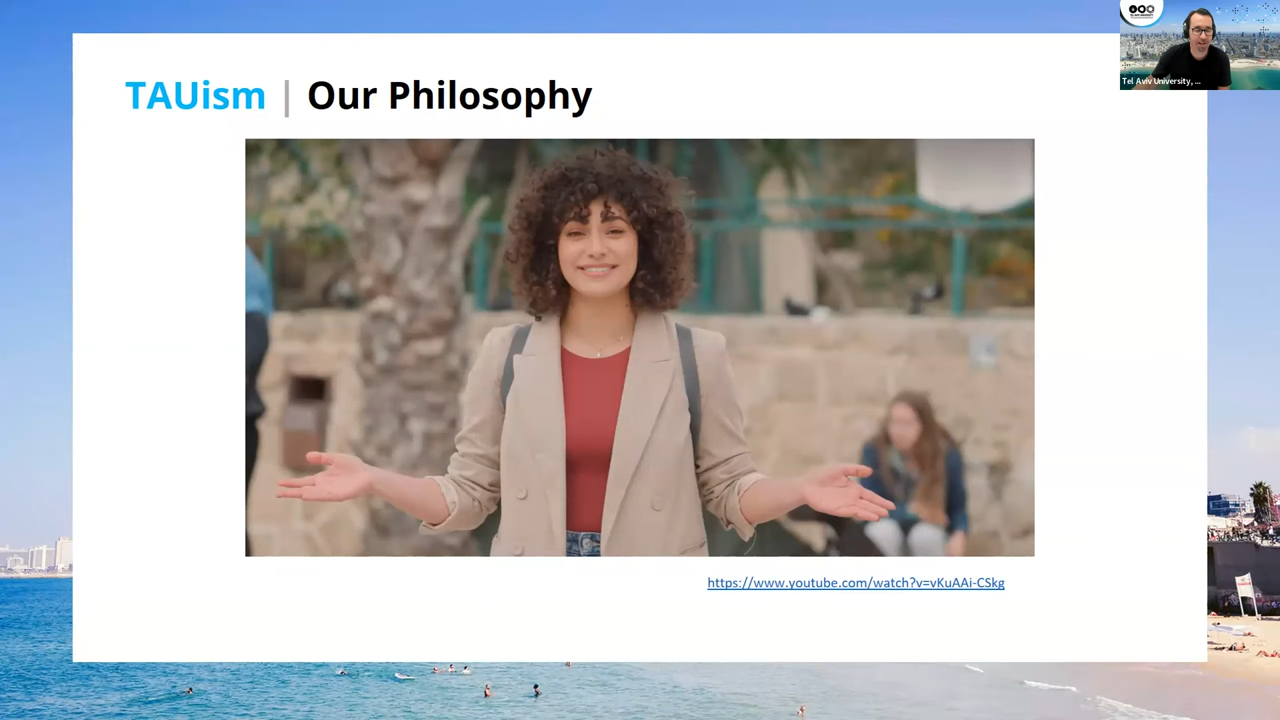 TAUism | Our Philosophy
https://www.youtube.com/watch?v=vKuAAi-CSkg
Tel Aviv University, ...